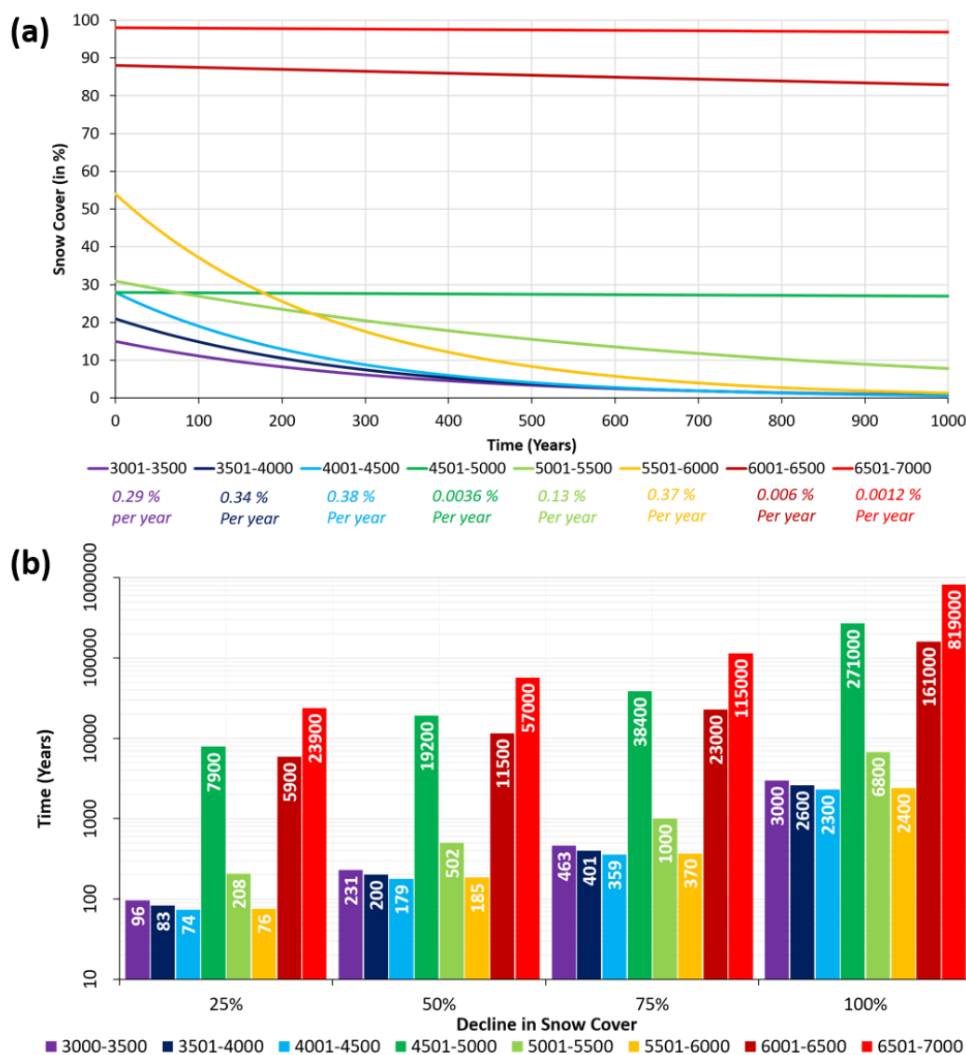 (a)
Snow Cover (in %)
100
90
80
70
60
50
40
30
20
10
0
0 100 200 300 400 500 600 700 800 900 1000
Time (Years)
3001-3500 3501-4000 4001-4500 4501-5000 5001-5500 5501-6000 6001-6500 6501-7000
0.29 % 0.34 % 0.38 % 0.0036 % 0.13 % 0.37 % 0.006 % 0.0012 %
per year Per year Per year Per year Per year Per year Per year Per year
(b)
Time (Years)
1000000
100000
10000
1000
100
10
96 83 74 7900 208 76 5900 23900
231 200 179 19200 502 185 11500 57000
463 401 359 38400 1000 370 23000 115000
3000 2600 2300 271000 6800 2400 161000 819000
25% 50% 75% 100%
Decline in Snow Cover
3000-3500 3501-4000 4001-4500 4501-5000 5001-5500 5501-6000 6001-6500 6501-7000